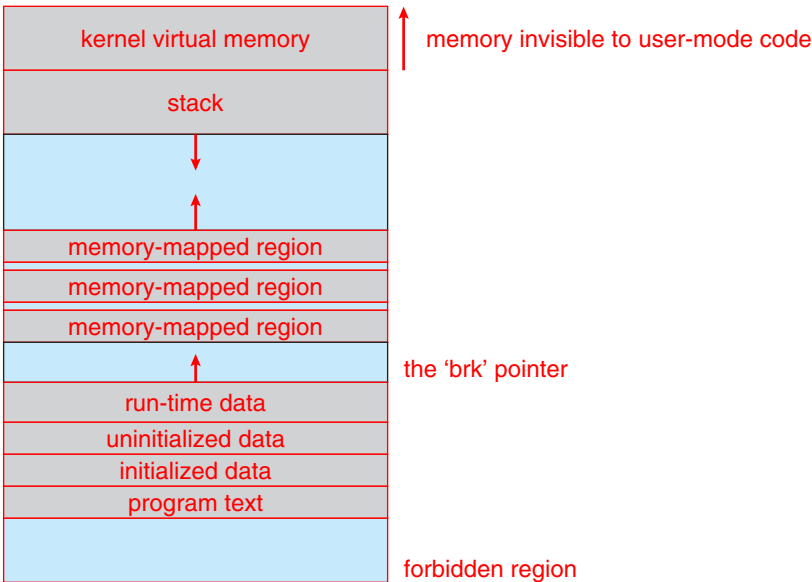 kernel virtual memory
memory invisible to user-mode code
stack
memory-mapped region
memory-mapped region
memory-mapped region
the ‘brk’ pointer
run-time data
uninitialized data
initialized data
program text
forbidden region